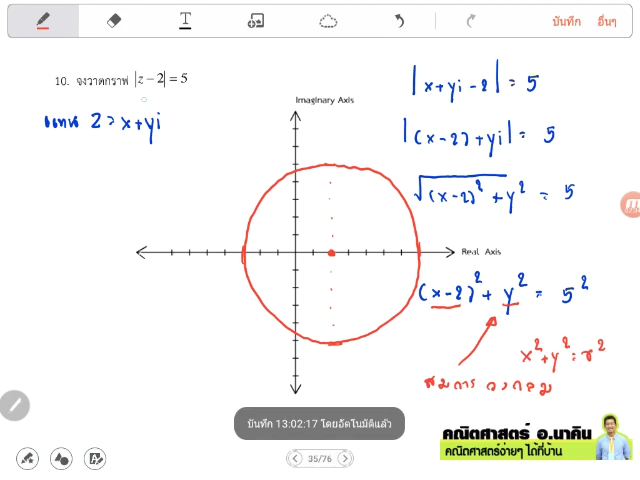 บันทึก อื่นๆ
10. จงวาดกราฟ |z − 2| = 5
แทน z = x+yi
Imaginary Axis
Real Axis
|x+yi−2| = 5
|(x−2)+yi| = 5
√(x−2)²+y² = 5
(x−2)² + y² = 5²
x²+y² = r²
สมการ วงกลม
บันทึก 13:02:17 โดยอัตโนมัติแล้ว
35/76
คณิตศาสตร์ อ.นาคิน
คณิตศาสตร์ง่ายๆ ได้ที่บ้าน